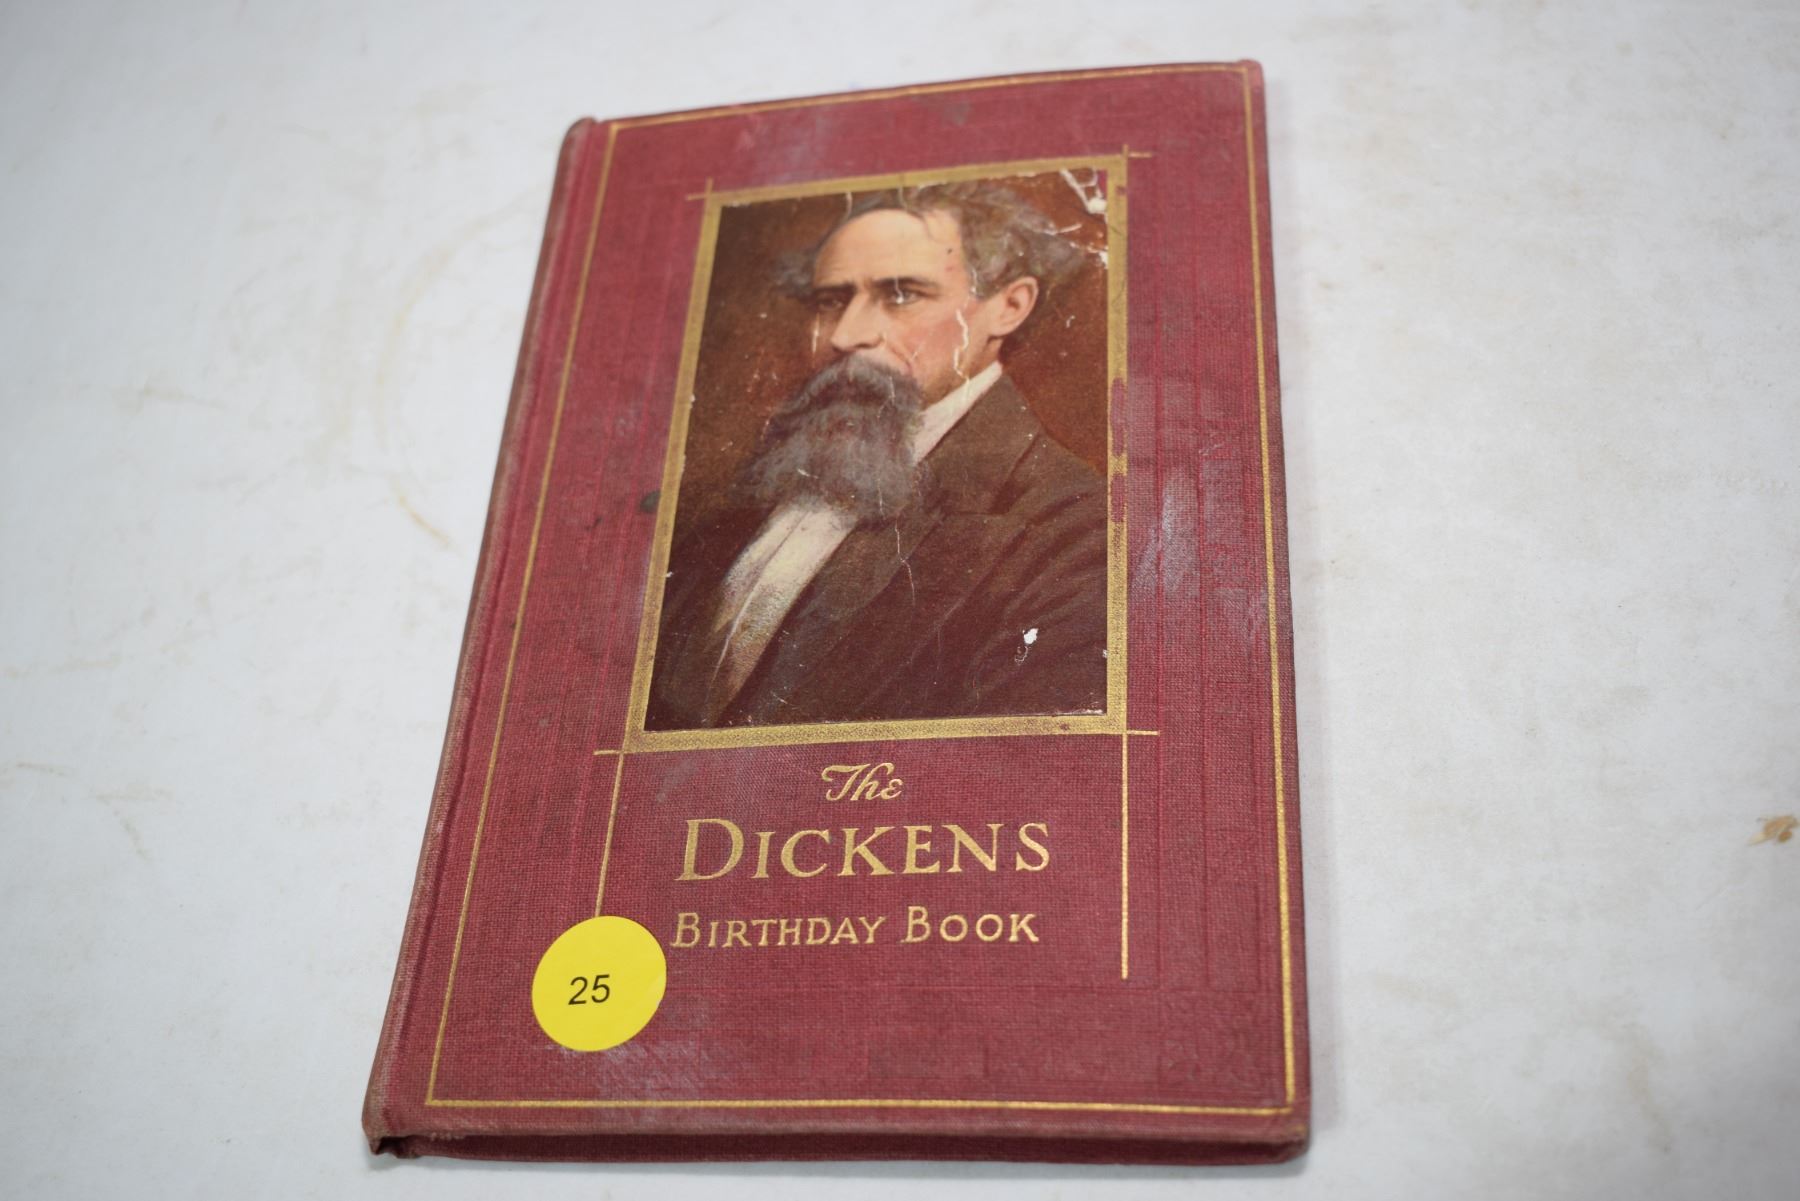 The
DICKENS
BIRTHDAY BOOK
25